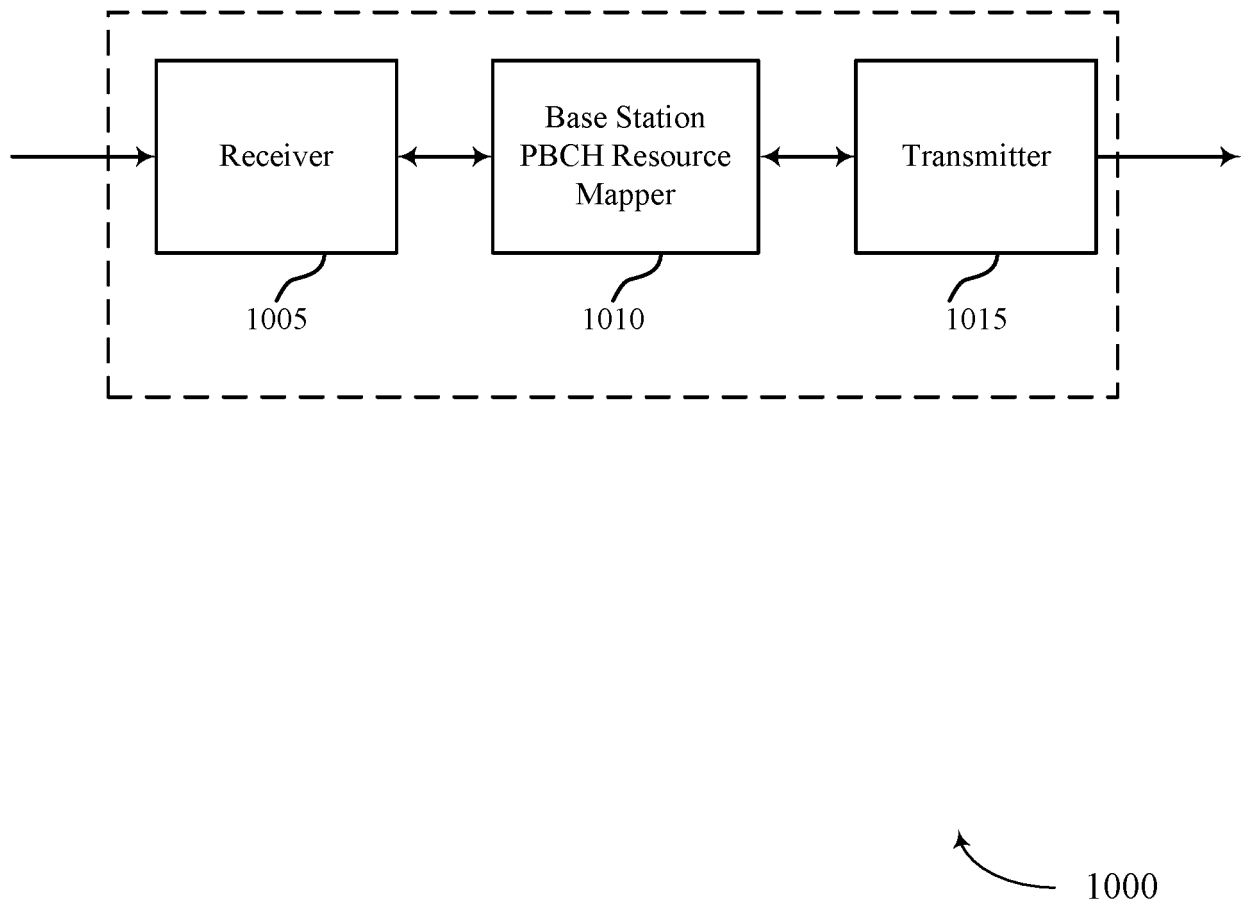 Receiver
Base Station
PBCH Resource
Mapper
Transmitter
1005
1010
1015
1000